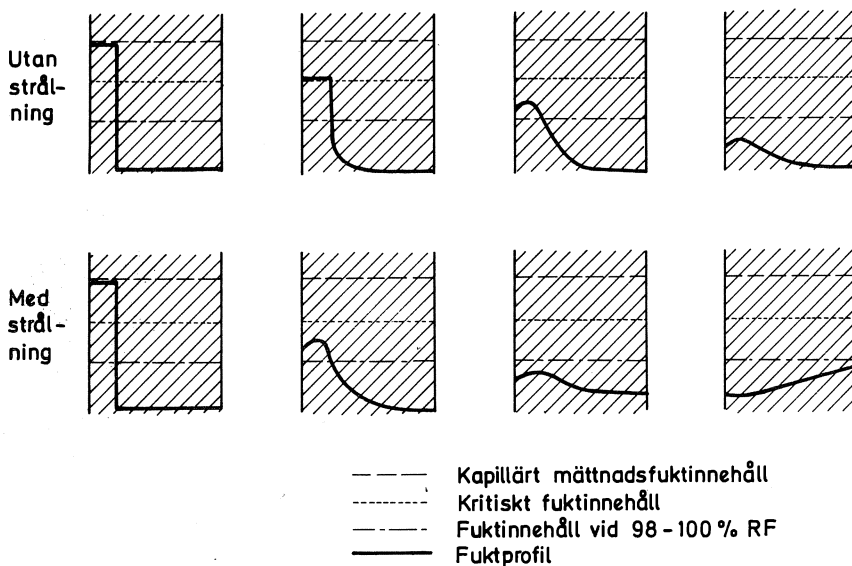 Utan
strål-
ning
Med
strål-
ning
Kapillärt mättnadsfuktinnehåll
Kritiskt fuktinnehåll
Fuktinnehåll vid 98-100% RF
Fuktprofil